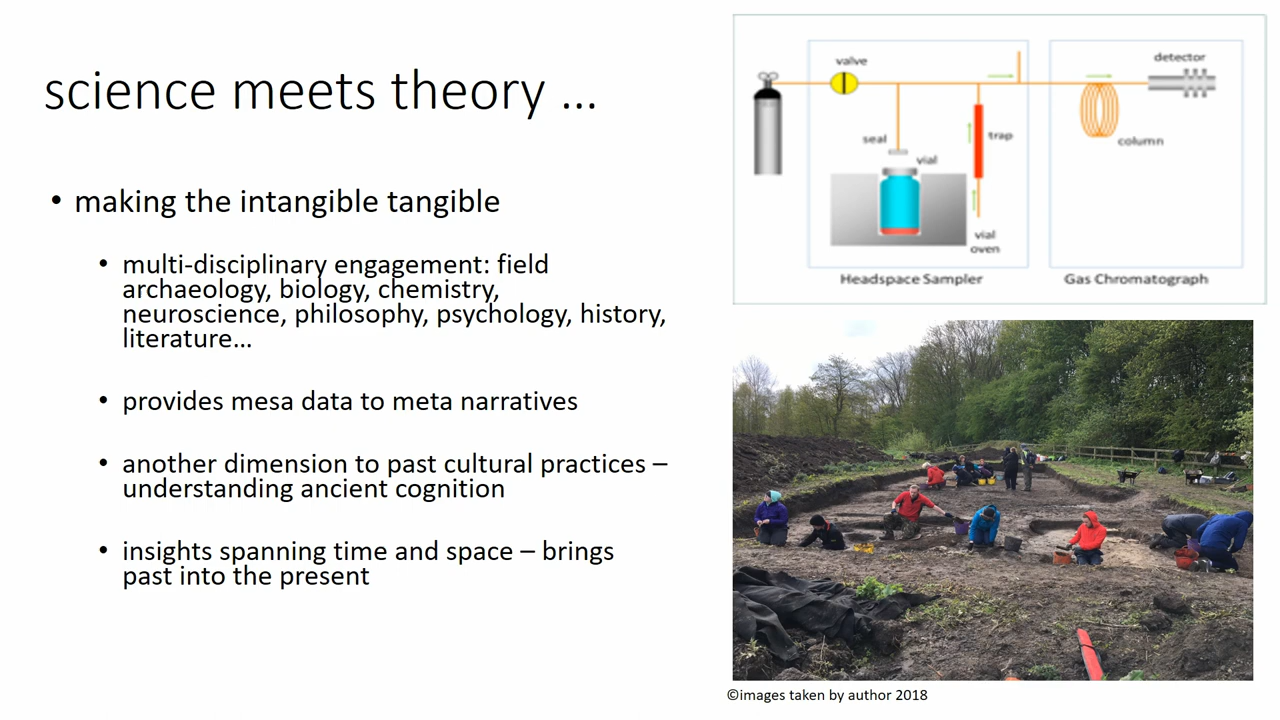 science meets theory ...
• making the intangible tangible
• multi-disciplinary engagement: field
archaeology, biology, chemistry,
neuroscience, philosophy, psychology, history,
literature...
• provides mesa data to meta narratives
• another dimension to past cultural practices –
understanding ancient cognition
• insights spanning time and space – brings
past into the present
valve
detector
seal
trap
column
vial
vial
oven
Headspace Sampler
Gas Chromatograph
©images taken by author 2018